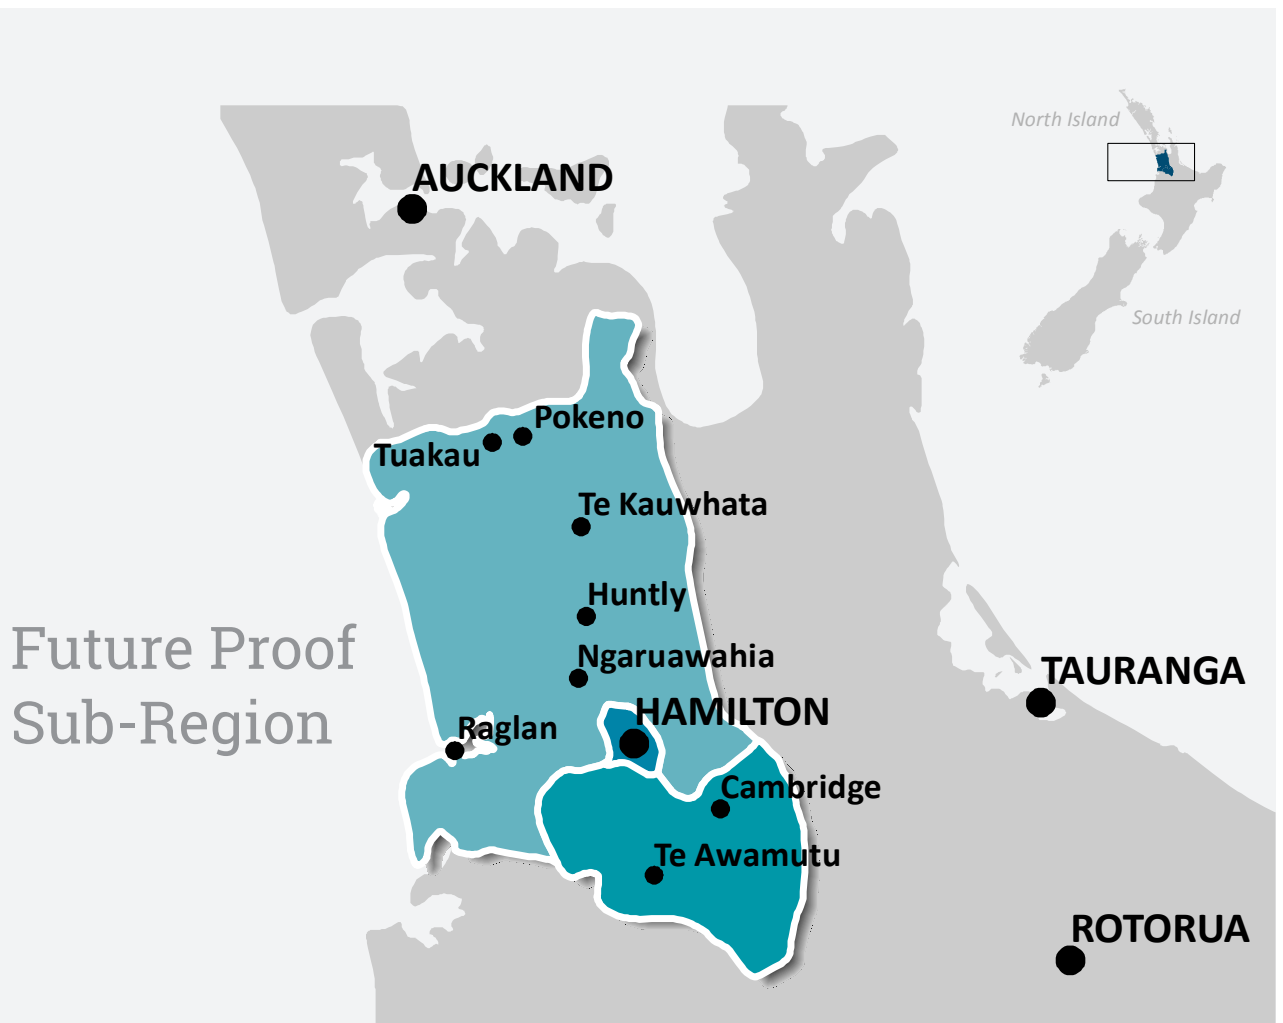 North Island
AUCKLAND
South Island
Pokeno
Tuakau
Te Kauwhata
Huntly
Future Proof
Sub-Region
Ngaruawahia
TAURANGA
HAMILTON
Raglan
Cambridge
Te Awamutu
ROTORUA